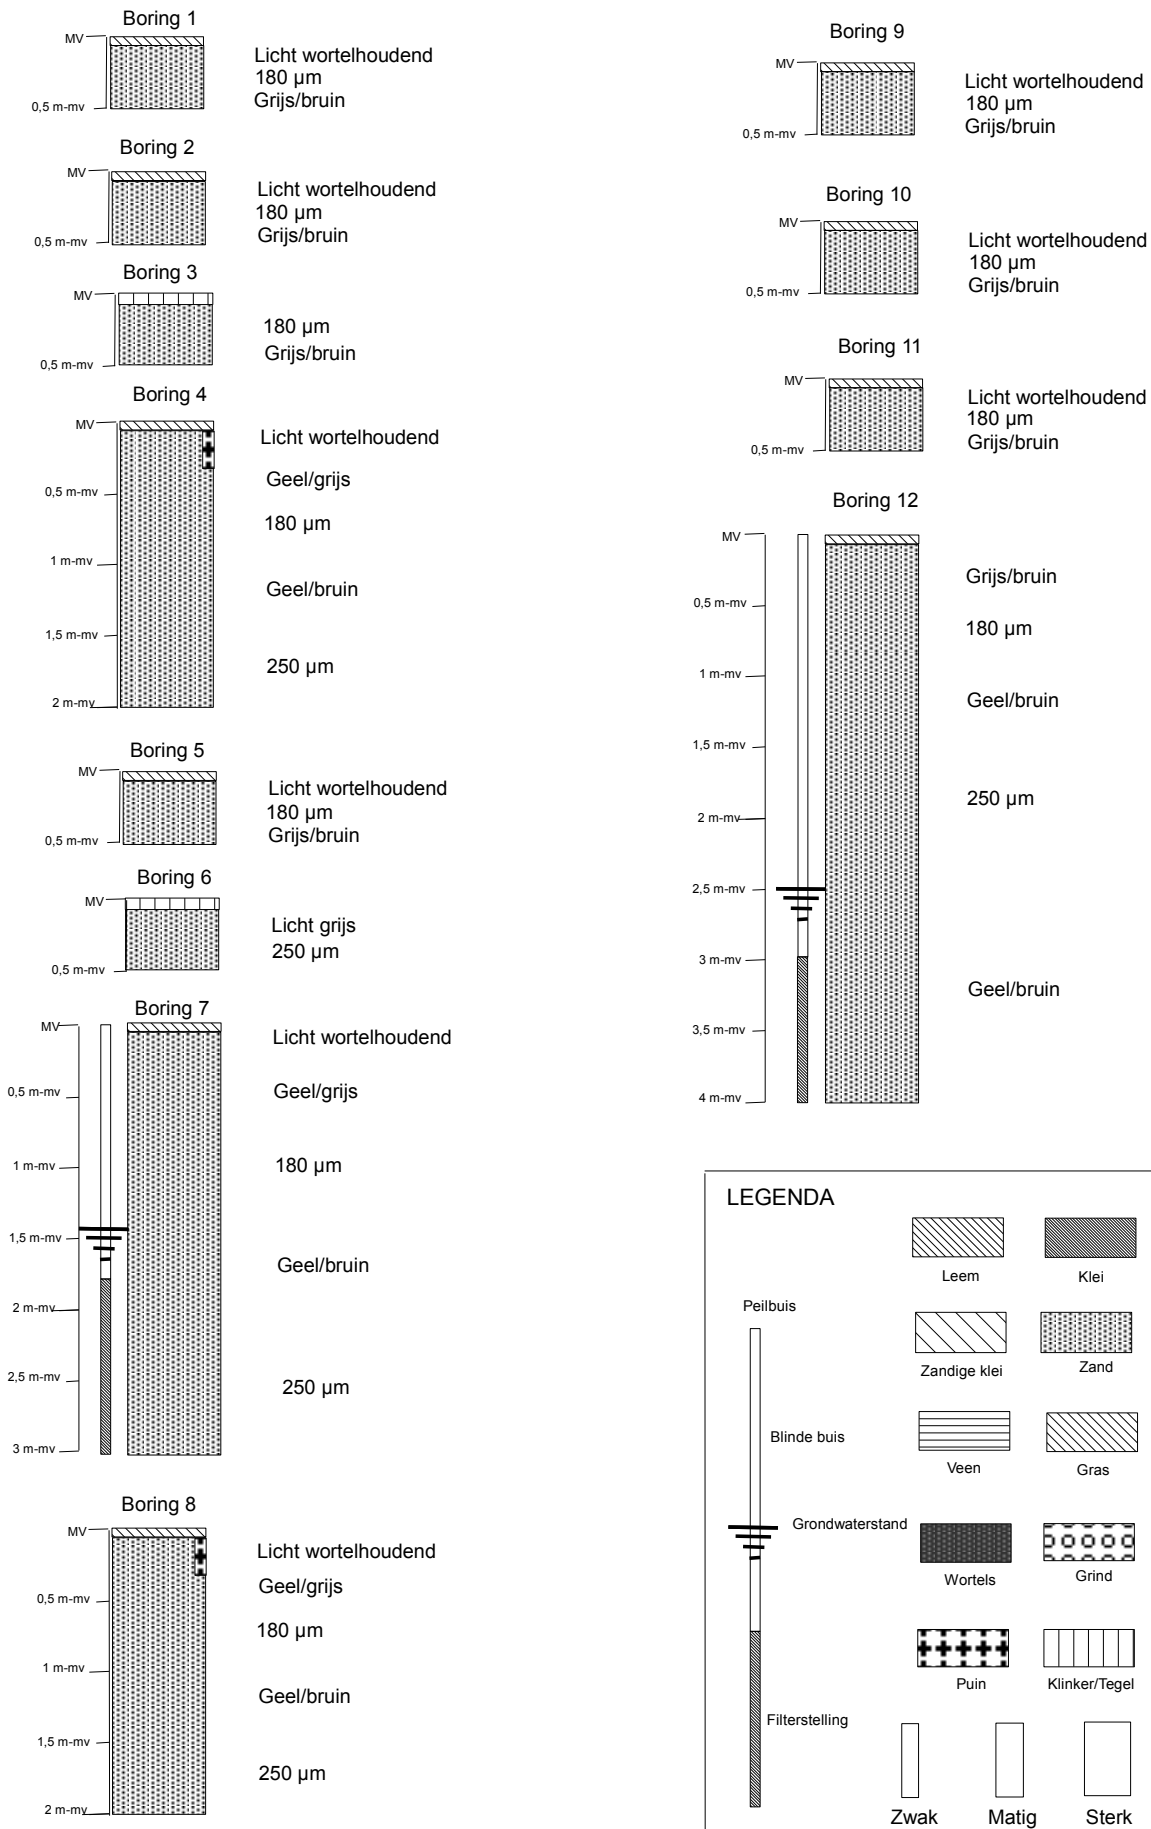 Boring 1
MV
0,5 m-mv
Licht wortelhoudend
180 µm
Grijs/bruin
Boring 2
MV
0,5 m-mv
Licht wortelhoudend
180 µm
Grijs/bruin
Boring 3
MV
0,5 m-mv
180 µm
Grijs/bruin
Boring 4
MV
0,5 m-mv
1 m-mv
1,5 m-mv
2 m-mv
Licht wortelhoudend
Geel/grijs
180 µm
Geel/bruin
250 µm
Boring 5
MV
0,5 m-mv
Licht wortelhoudend
180 µm
Grijs/bruin
Boring 6
MV
0,5 m-mv
Licht grijs
250 µm
Boring 7
MV
0,5 m-mv
1 m-mv
1,5 m-mv
2 m-mv
2,5 m-mv
3 m-mv
Licht wortelhoudend
Geel/grijs
180 µm
Geel/bruin
250 µm
Boring 8
MV
0,5 m-mv
1 m-mv
1,5 m-mv
2 m-mv
Licht wortelhoudend
Geel/grijs
180 µm
Geel/bruin
250 µm
Boring 9
MV
0,5 m-mv
Licht wortelhoudend
180 µm
Grijs/bruin
Boring 10
MV
0,5 m-mv
Licht wortelhoudend
180 µm
Grijs/bruin
Boring 11
MV
0,5 m-mv
Licht wortelhoudend
180 µm
Grijs/bruin
Boring 12
MV
0,5 m-mv
1 m-mv
1,5 m-mv
2 m-mv
2,5 m-mv
3 m-mv
3,5 m-mv
4 m-mv
Grijs/bruin
180 µm
Geel/bruin
250 µm
Geel/bruin
LEGENDA
Leem
Klei
Peilbuis
Zandige klei
Zand
Blinde buis
Veen
Gras
Grondwaterstand
Wortels
Grind
Puin
Klinker/Tegel
Filterstelling
Zwak
Matig
Sterk